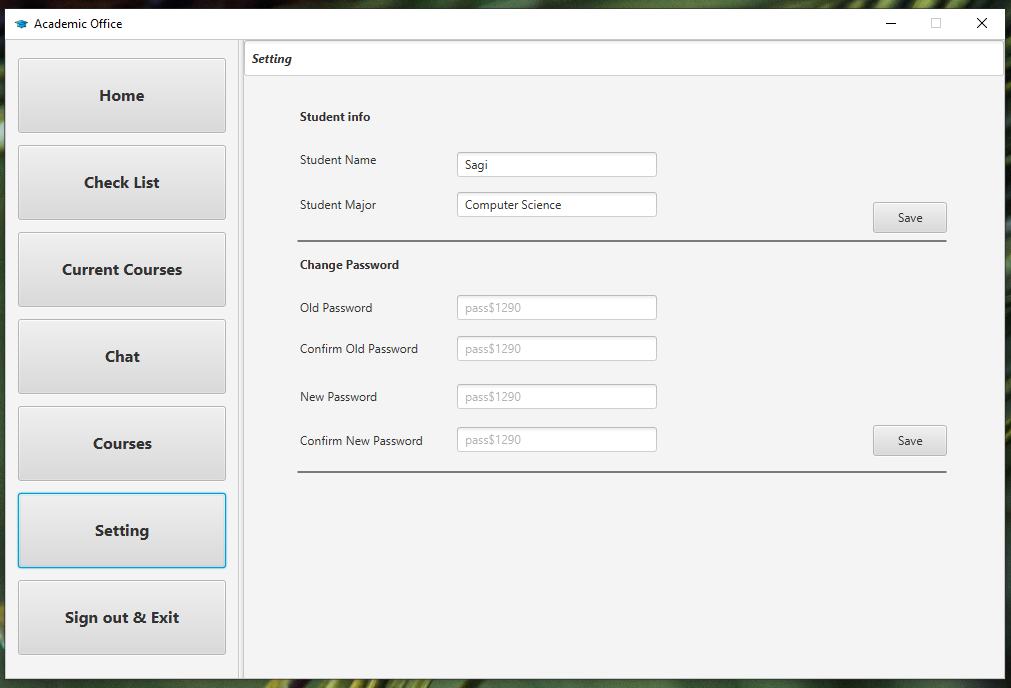 Academic Office
Home
Check List
Current Courses
Chat
Courses
Setting
Sign out & Exit
Setting
Student info
Student Name
Sagi
Student Major
Computer Science
Save
Change Password
Old Password
pass$1290
Confirm Old Password
pass$1290
New Password
pass$1290
Confirm New Password
pass$1290
Save